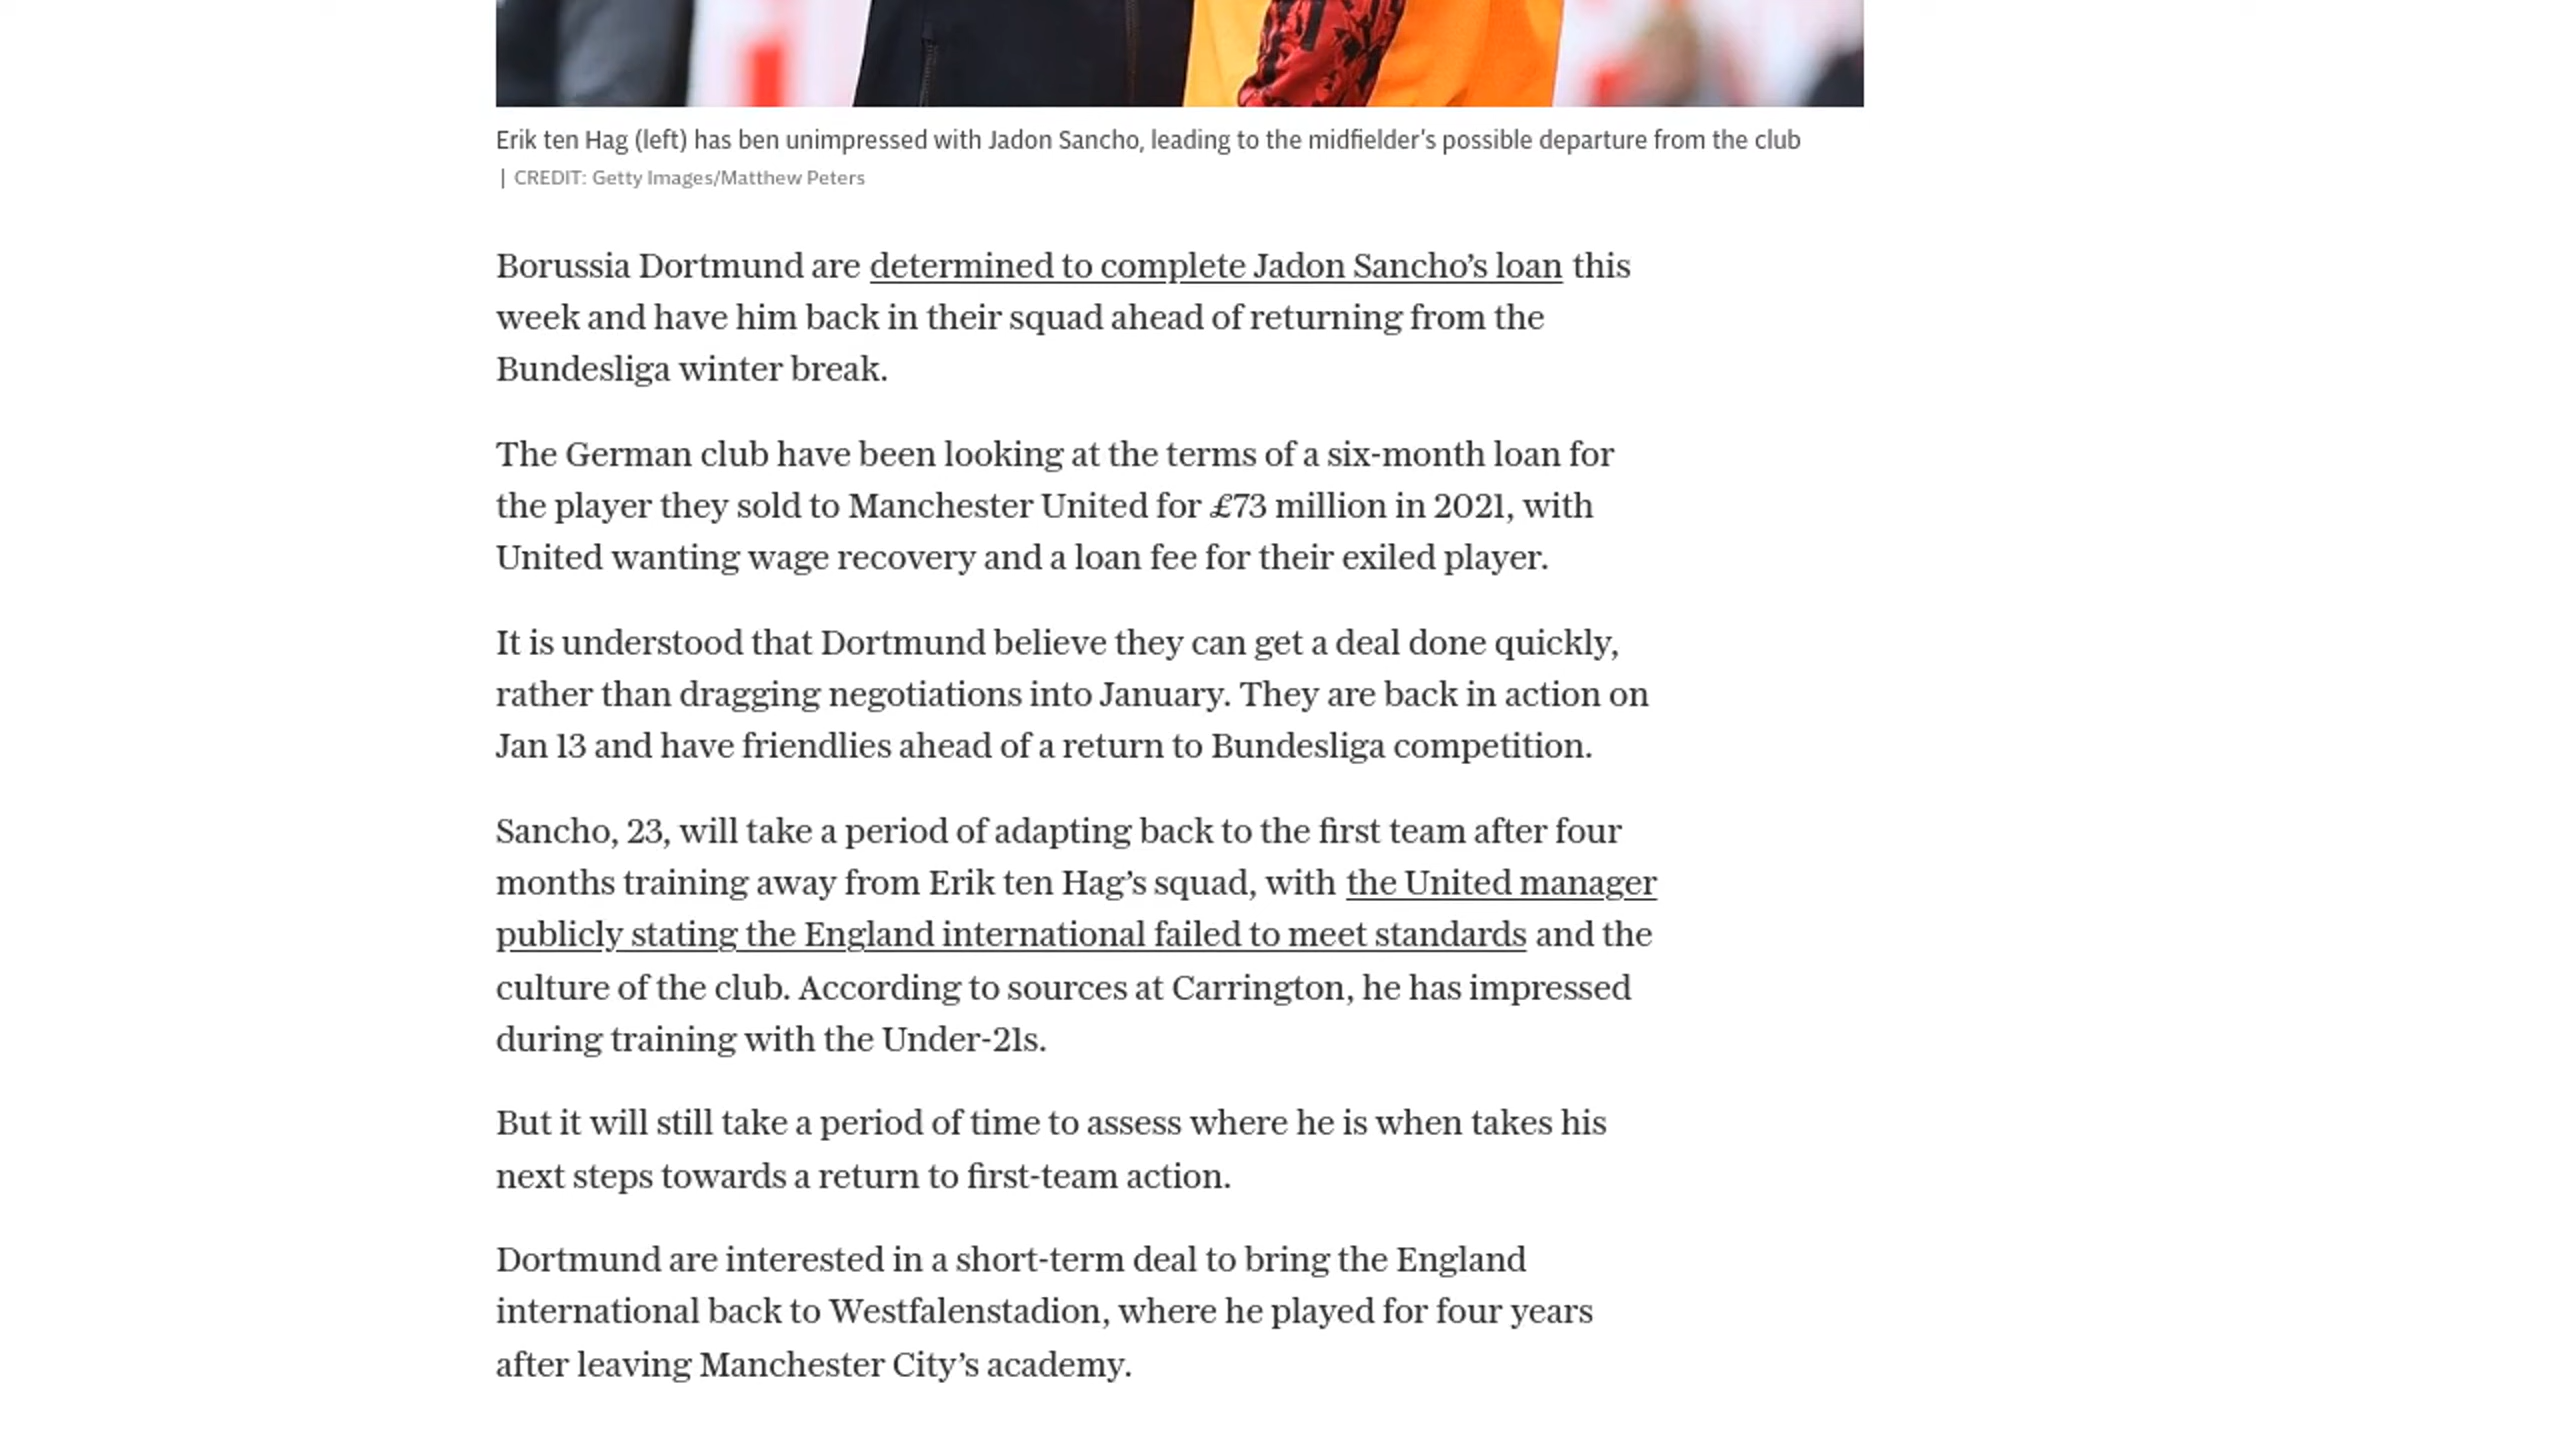 Erik ten Hag (left) has ben unimpressed with Jadon Sancho, leading to the midfielder's possible departure from the club
| CREDIT: Getty Images/Matthew Peters
Borussia Dortmund are determined to complete Jadon Sancho’s loan this
week and have him back in their squad ahead of returning from the
Bundesliga winter break.
The German club have been looking at the terms of a six-month loan for
the player they sold to Manchester United for £73 million in 2021, with
United wanting wage recovery and a loan fee for their exiled player.
It is understood that Dortmund believe they can get a deal done quickly,
rather than dragging negotiations into January. They are back in action on
Jan 13 and have friendlies ahead of a return to Bundesliga competition.
Sancho, 23, will take a period of adapting back to the first team after four
months training away from Erik ten Hag’s squad, with the United manager
publicly stating the England international failed to meet standards and the
culture of the club. According to sources at Carrington, he has impressed
during training with the Under-21s.
But it will still take a period of time to assess where he is when takes his
next steps towards a return to first-team action.
Dortmund are interested in a short-term deal to bring the England
international back to Westfalenstadion, where he played for four years
after leaving Manchester City’s academy.